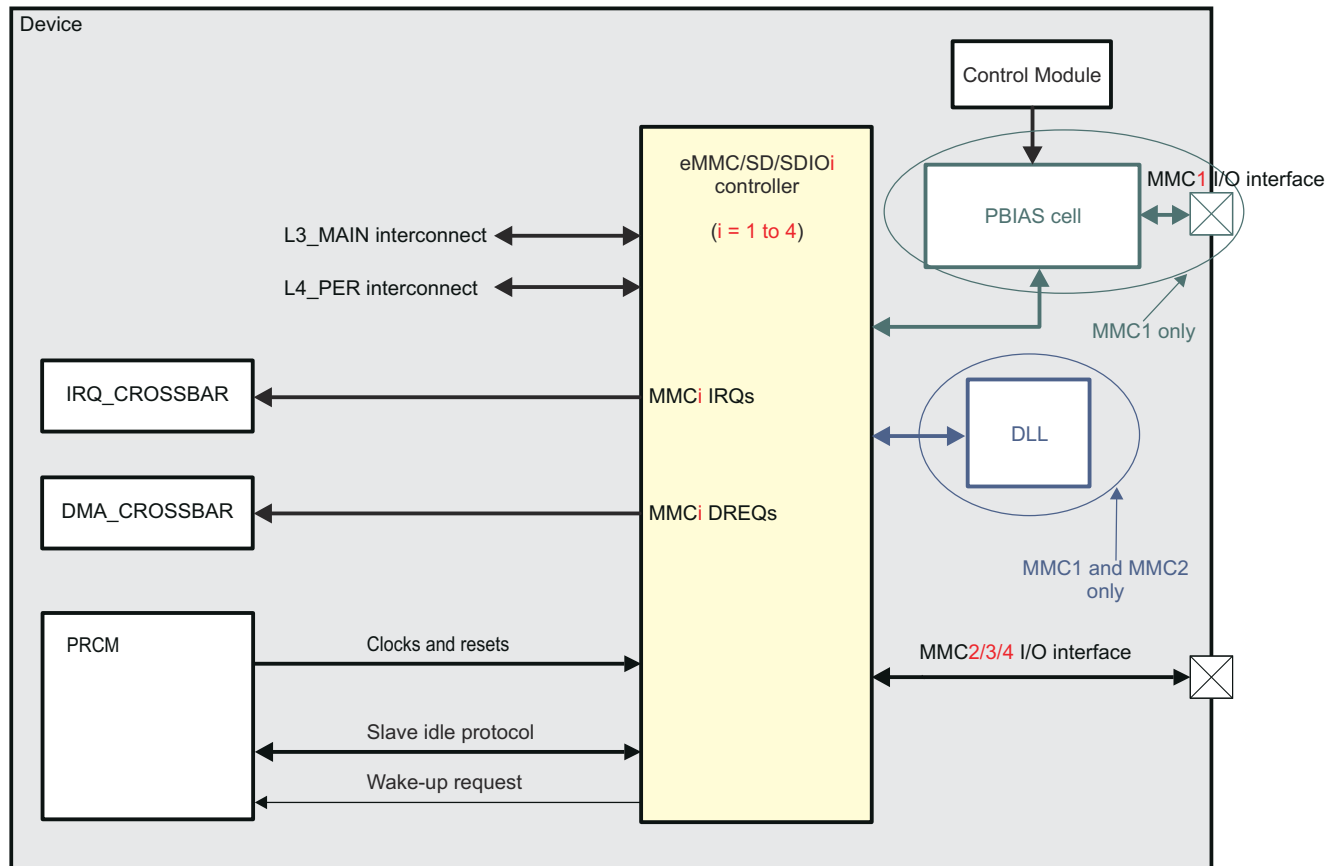 Device
Control Module
eMMC/SD/SDIOi
controller
(i = 1 to 4)
MMC1 I/O interface
PBIAS cell
L3_MAIN interconnect
L4_PER interconnect
MMC1 only
IRQ_CROSSBAR
MMCi IRQs
DLL
DMA_CROSSBAR
MMCi DREQs
MMC1 and MMC2
only
PRCM
Clocks and resets
MMC2/3/4 I/O interface
Slave idle protocol
Wake-up request